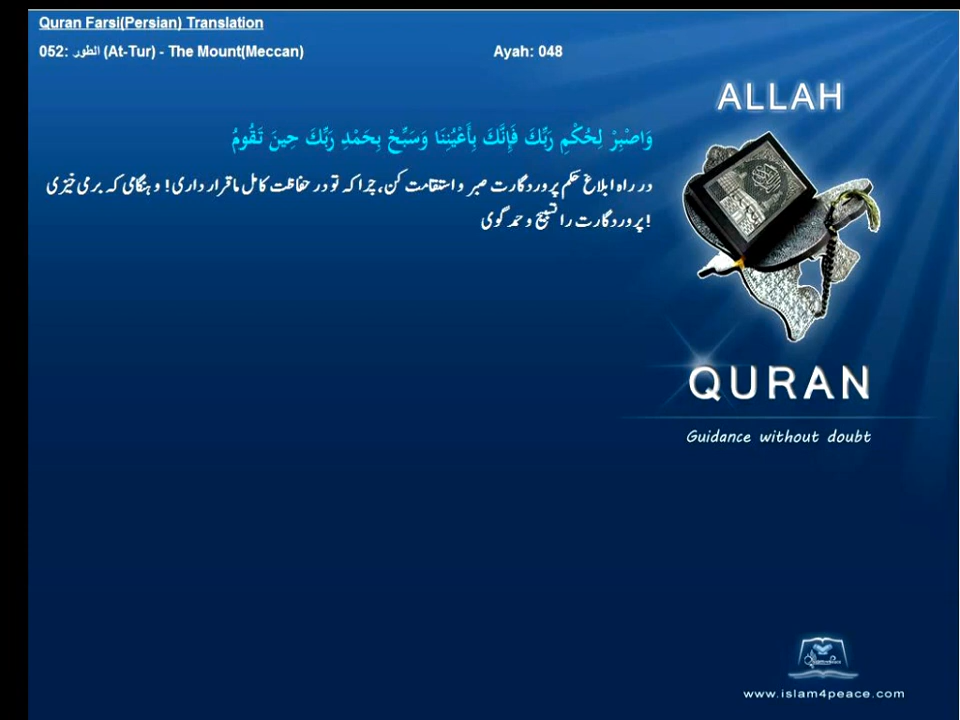 Quran Farsi(Persian) Translation
052: الطور (At-Tur) - The Mount(Meccan) Ayah: 048
ALLAH
وَاصْبِرْ لِحُكْمِ رَبِّكَ فَإِنَّكَ بِأَعْيُنِنَا وَسَبِّحْ بِحَمْدِ رَبِّكَ حِينَ تَقُومُ
در راه ابلاغ حکم پروردگارت صبر و استقامت کن، چرا که تو در حفاظت کامل ما قرار داری! و هنگامی که برمی خیزی
پروردگارت را تسبیح و حمد گوی!
QURAN
Guidance without doubt
www.islam4peace.com